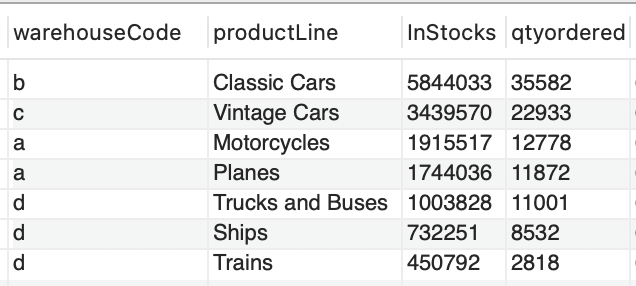 warehouseCode productLine InStocks qtyordered
b Classic Cars 5844033 35582
c Vintage Cars 3439570 22933
a Motorcycles 1915517 12778
a Planes 1744036 11872
d Trucks and Buses 1003828 11001
d Ships 732251 8532
d Trains 450792 2818